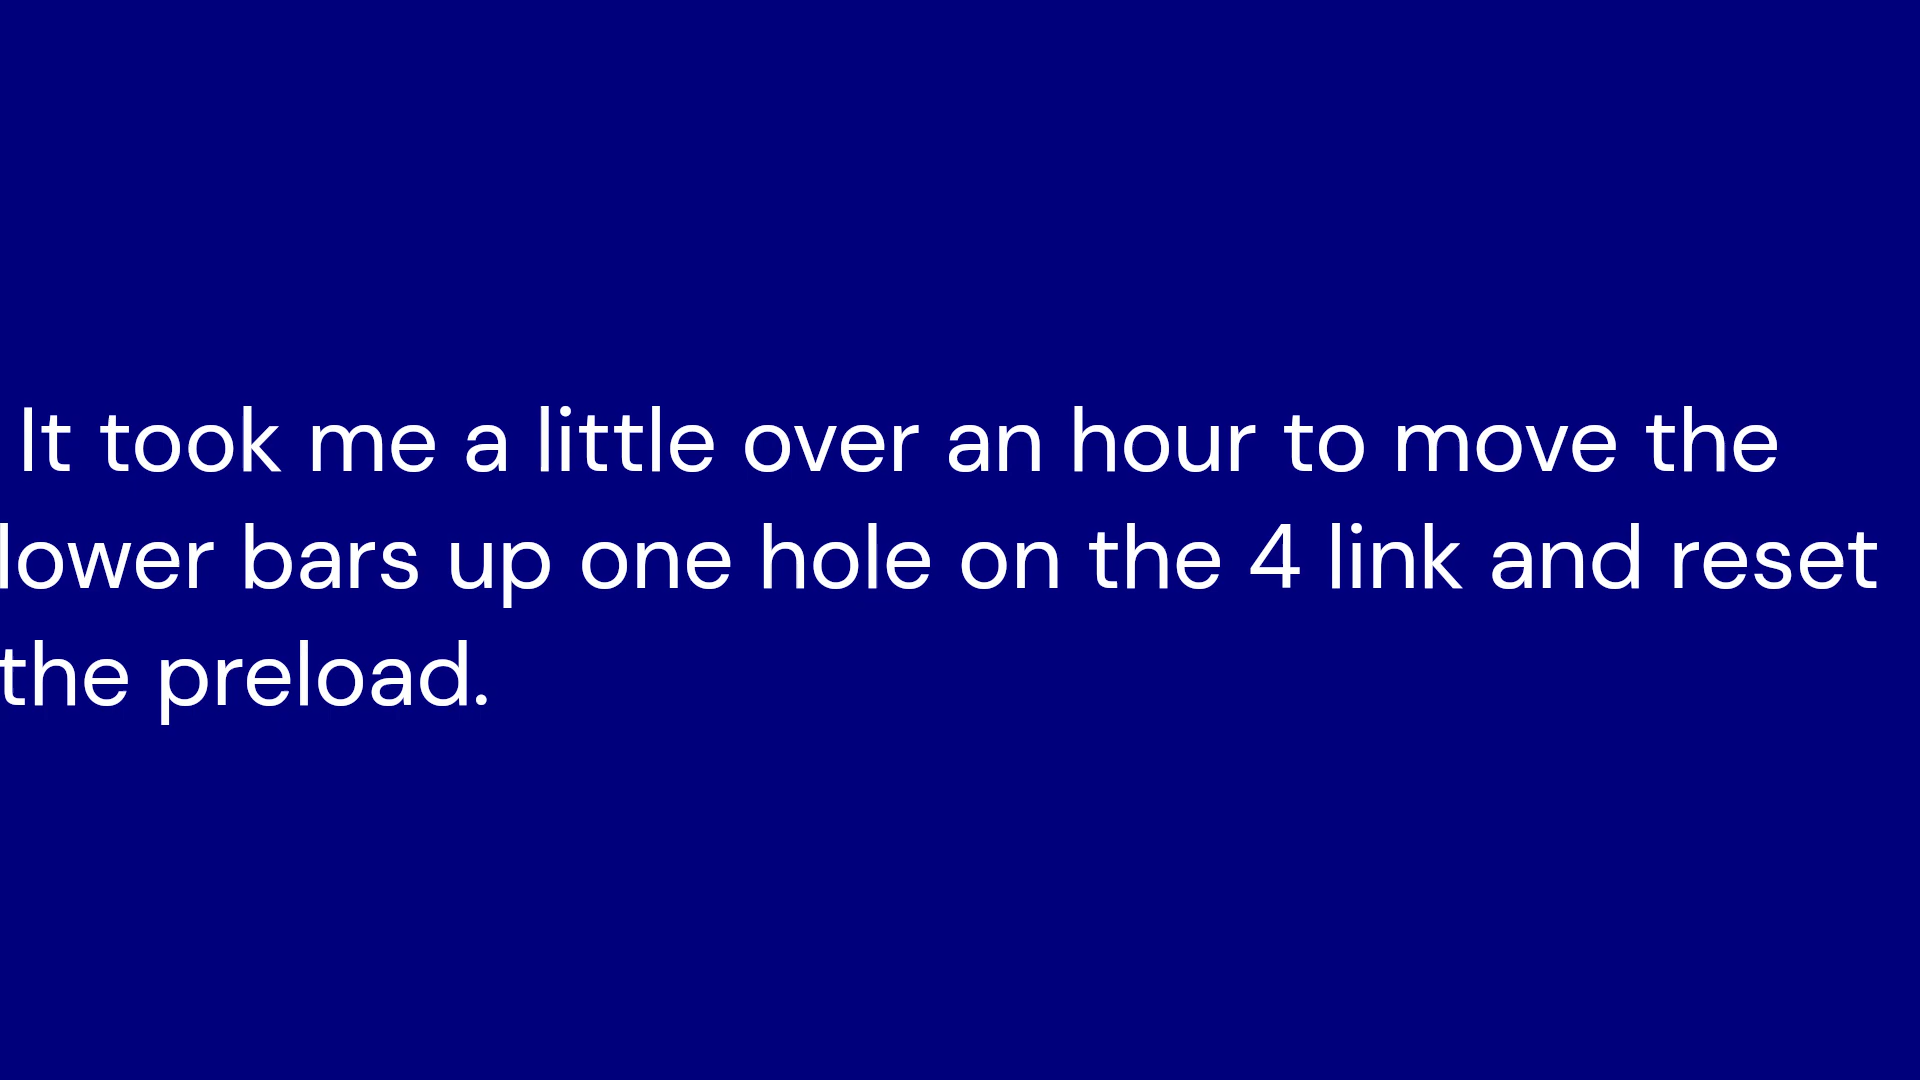 It took me a little over an hour to move the
lower bars up one hole on the 4 link and reset
the preload.